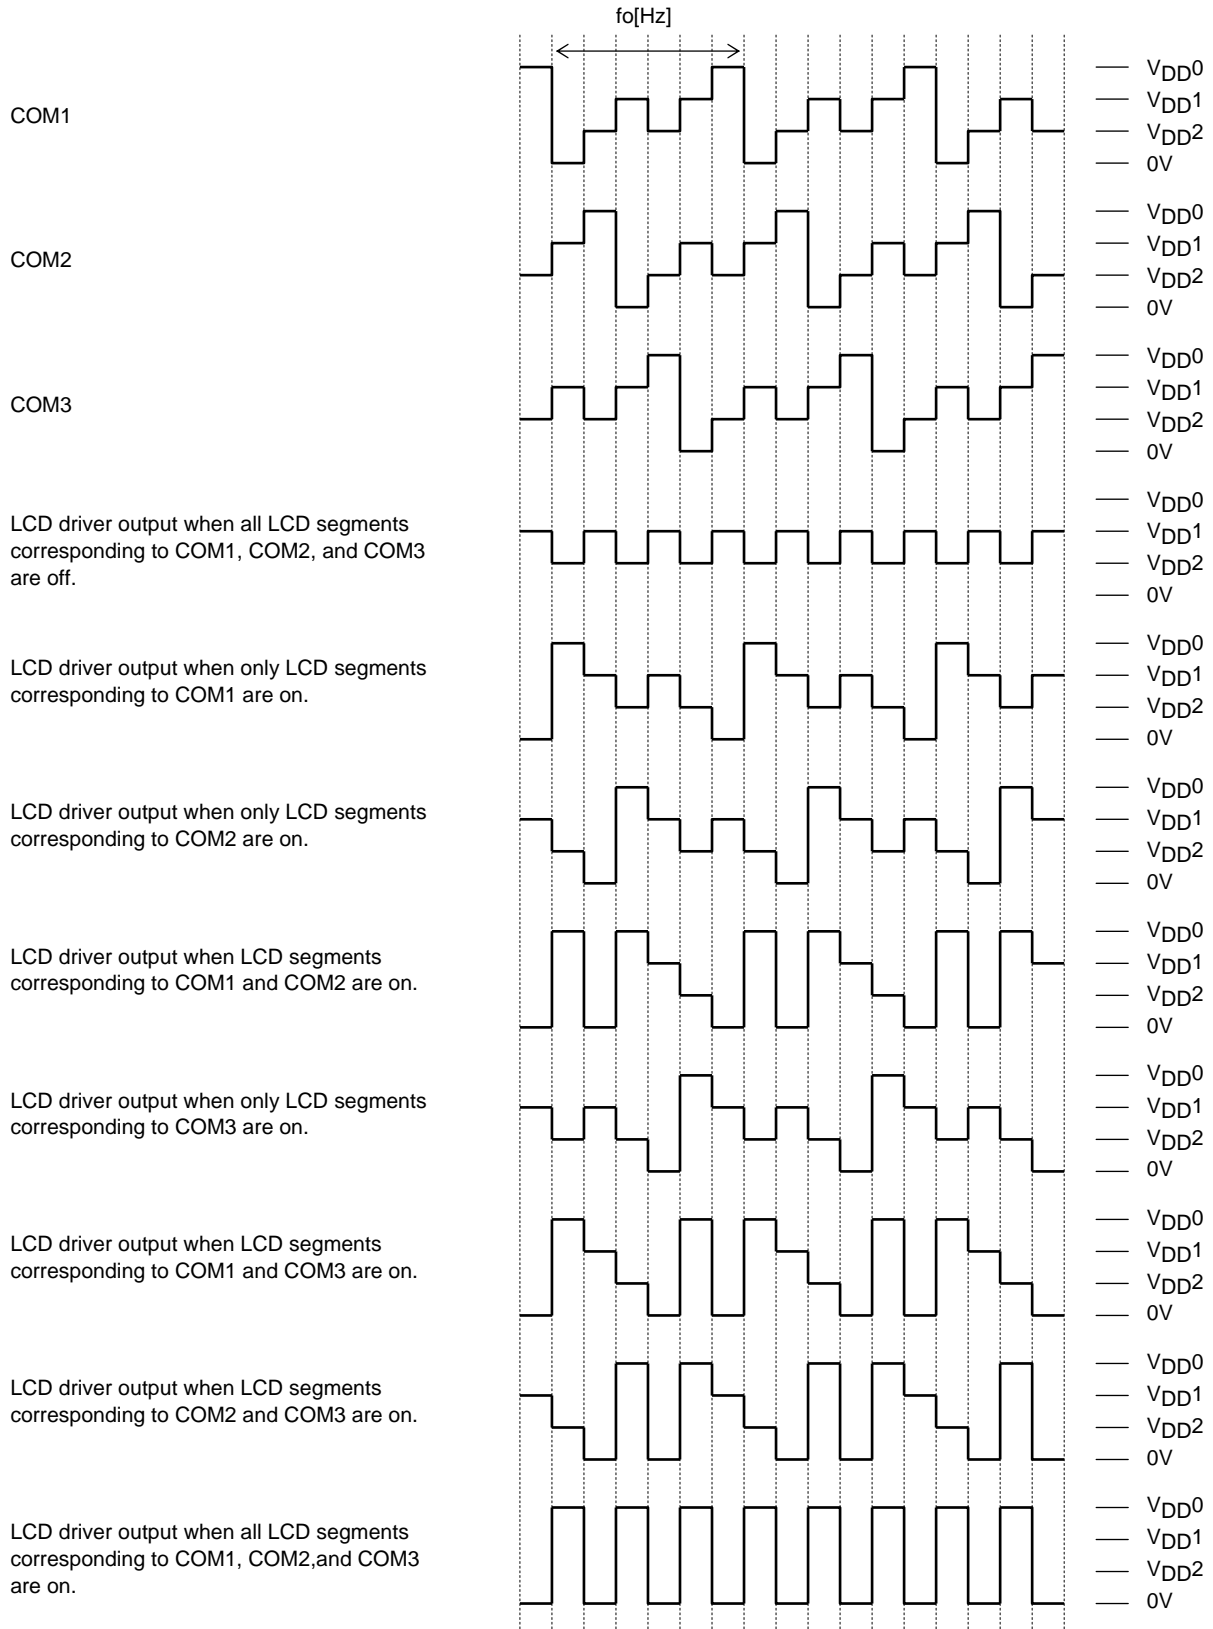 fo[Hz]
COM1
VDD0
VDD1
VDD2
0V
COM2
VDD0
VDD1
VDD2
0V
COM3
VDD0
VDD1
VDD2
0V
LCD driver output when all LCD segments
corresponding to COM1, COM2, and COM3
are off.
VDD0
VDD1
VDD2
0V
LCD driver output when only LCD segments
corresponding to COM1 are on.
VDD0
VDD1
VDD2
0V
LCD driver output when only LCD segments
corresponding to COM2 are on.
VDD0
VDD1
VDD2
0V
LCD driver output when LCD segments
corresponding to COM1 and COM2 are on.
VDD0
VDD1
VDD2
0V
LCD driver output when only LCD segments
corresponding to COM3 are on.
VDD0
VDD1
VDD2
0V
LCD driver output when LCD segments
corresponding to COM1 and COM3 are on.
VDD0
VDD1
VDD2
0V
LCD driver output when LCD segments
corresponding to COM2 and COM3 are on.
VDD0
VDD1
VDD2
0V
LCD driver output when all LCD segments
corresponding to COM1, COM2,and COM3
are on.
VDD0
VDD1
VDD2
0V